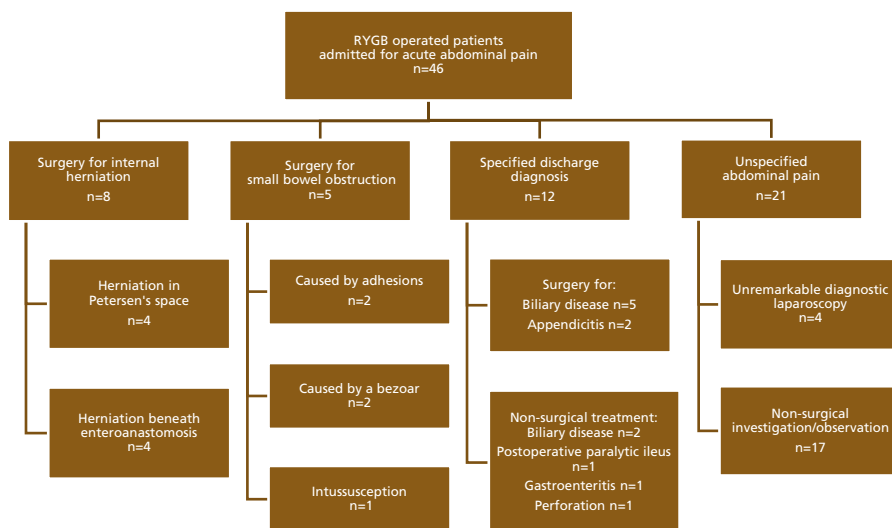 RYGB operated patients
admitted for acute abdominal pain
n=46
Surgery for internal
herniation
n=8
Surgery for
small bowel obstruction
n=5
Specified discharge
diagnosis
n=12
Unspecified
abdominal pain
n=21
Herniation in
Petersen's space
n=4
Herniation beneath
enteroanastomosis
n=4
Caused by adhesions
n=2
Caused by a bezoar
n=2
Intussusception
n=1
Surgery for:
Biliary disease n=5
Appendicitis n=2
Non-surgical treatment:
Biliary disease n=2
Postoperative paralytic ileus
n=1
Gastroenteritis n=1
Perforation n=1
Unremarkable diagnostic
laparoscopy
n=4
Non-surgical
investigation/observation
n=17